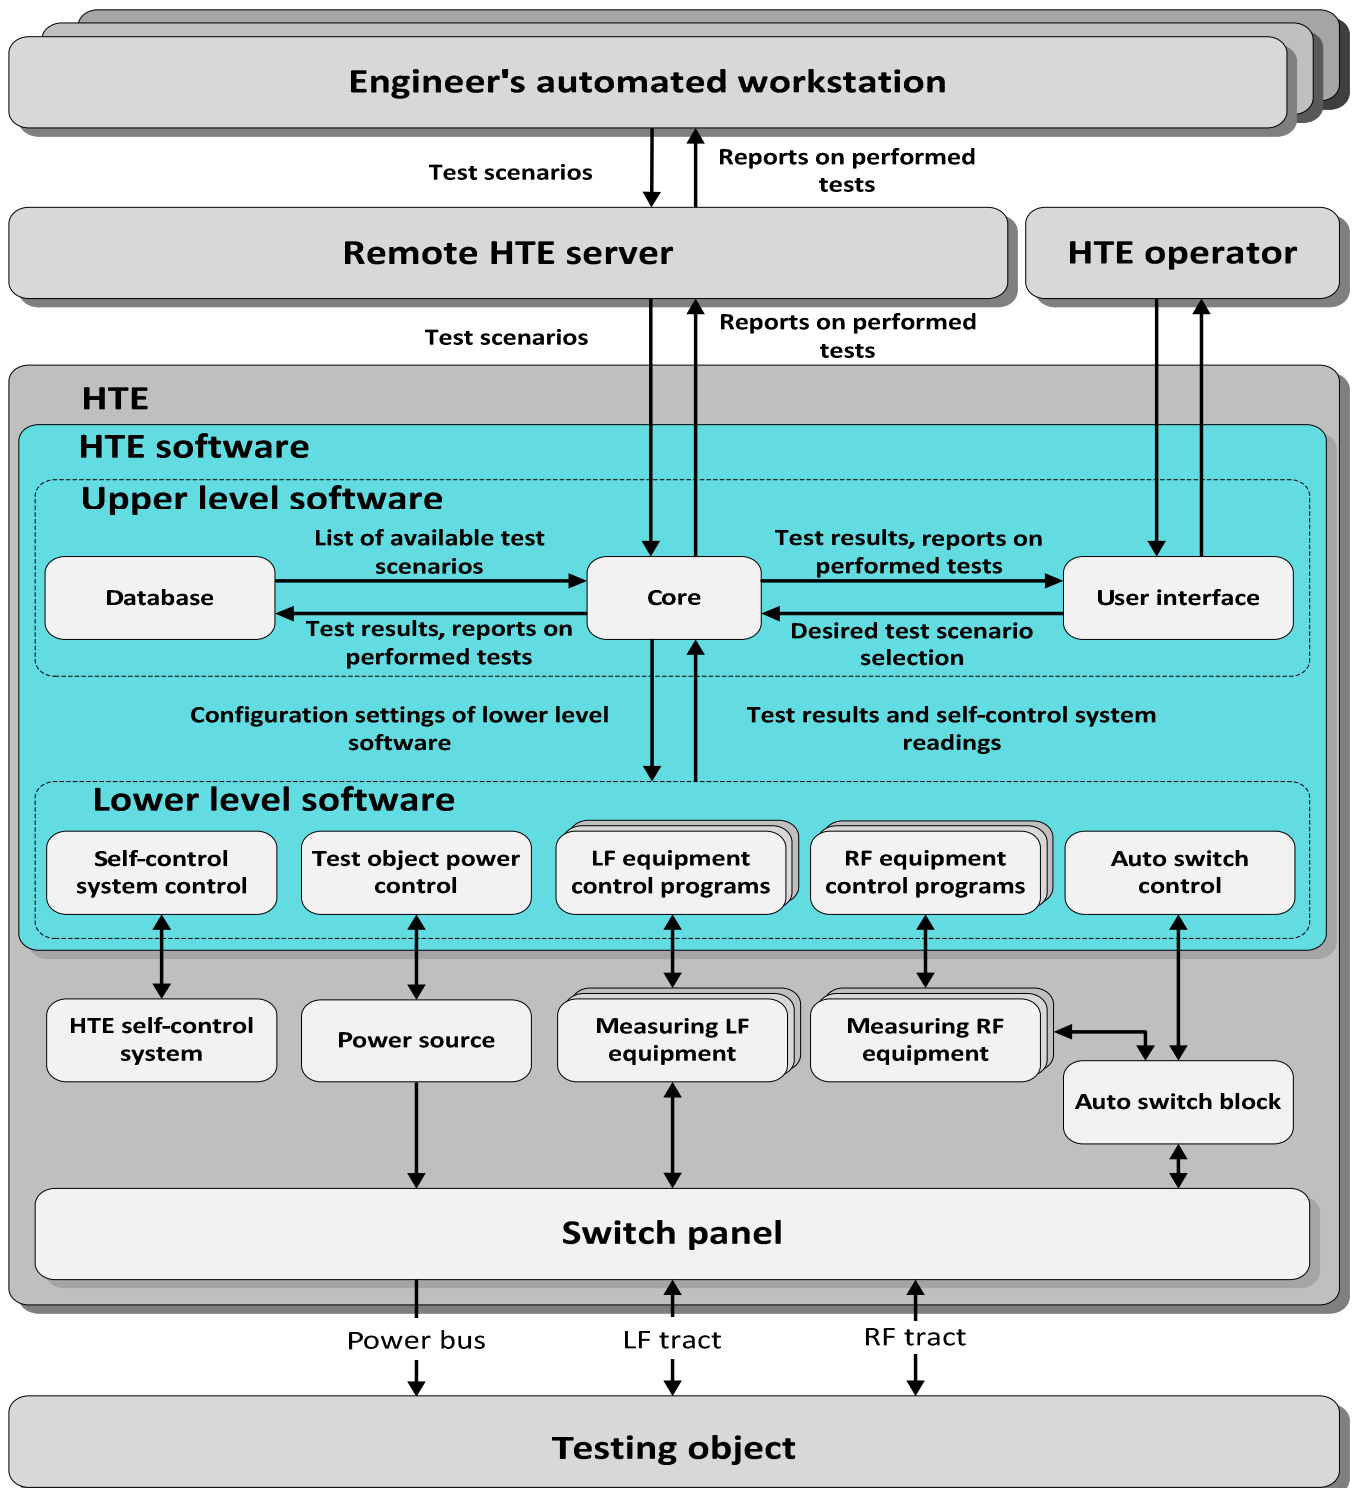 Engineer's automated workstation
Test scenarios
Reports on performed
tests
Remote HTE server
HTE operator
Test scenarios
Reports on performed
tests
HTE
HTE software
Upper level software
List of available test
scenarios
Test results, reports on
performed tests
Database
Core
User interface
Test results, reports on
performed tests
Desired test scenario
selection
Configuration settings of lower level
software
Test results and self-control system
readings
Lower level software
Self-control
system control
Test object power
control
LF equipment
control programs
RF equipment
control programs
Auto switch
control
HTE self-control
system
Power source
Measuring LF
equipment
Measuring RF
equipment
Auto switch block
Switch panel
Power bus
LF tract
RF tract
Testing object